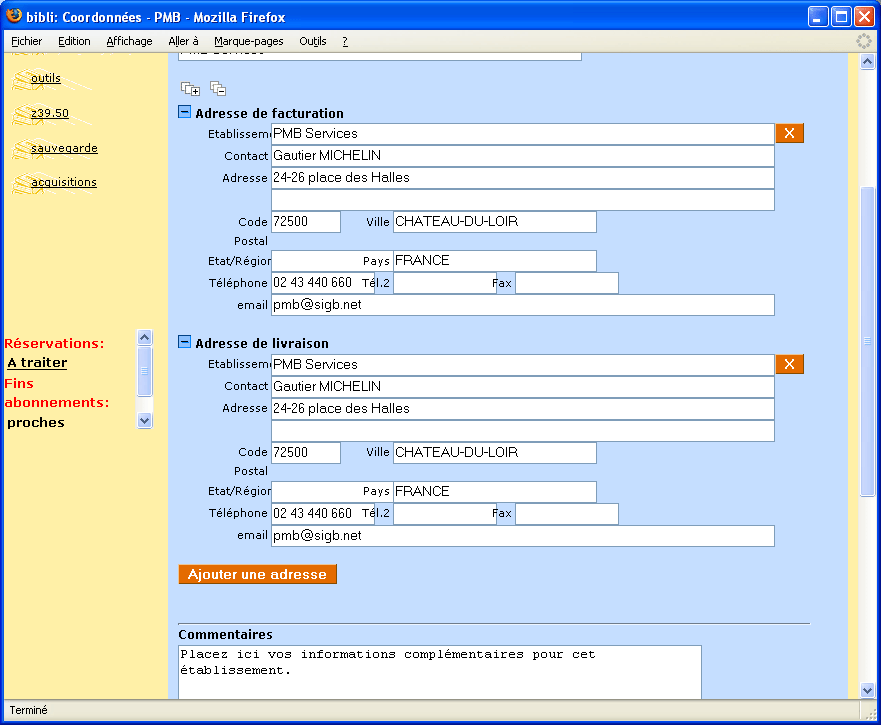 bibli: Coordonnées - PMB - Mozilla Firefox
Fichier Edition Affichage Aller à Marque-pages Outils ?
outils
z39.50
sauvegarde
acquisitions
Réservations:
A traiter
Fins
abonnements:
proches
Adresse de facturation
Etablissem PMB Services X
Contact Gautier MICHELIN
Adresse 24-26 place des Halles
Code 72500 Ville CHATEAU-DU-LOIR
Postal
Etat/Région Pays FRANCE
Téléphone 02 43 440 660 Tél.2 Fax
email pmb@sigb.net
Adresse de livraison
Etablissem PMB Services X
Contact Gautier MICHELIN
Adresse 24-26 place des Halles
Code 72500 Ville CHATEAU-DU-LOIR
Postal
Etat/Région Pays FRANCE
Téléphone 02 43 440 660 Tél.2 Fax
email pmb@sigb.net
Ajouter une adresse
Commentaires
Placez ici vos informations complémentaires pour cet
établissement.
Terminé